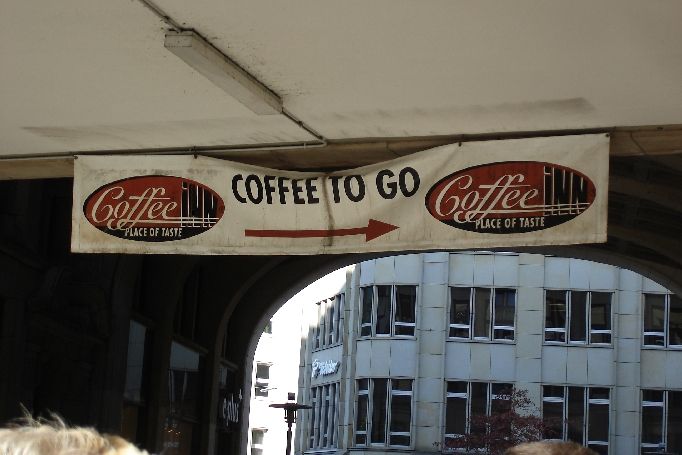 Coffee inn
PLACE OF TASTE
COFFEE TO GO
Coffee inn
PLACE OF TASTE